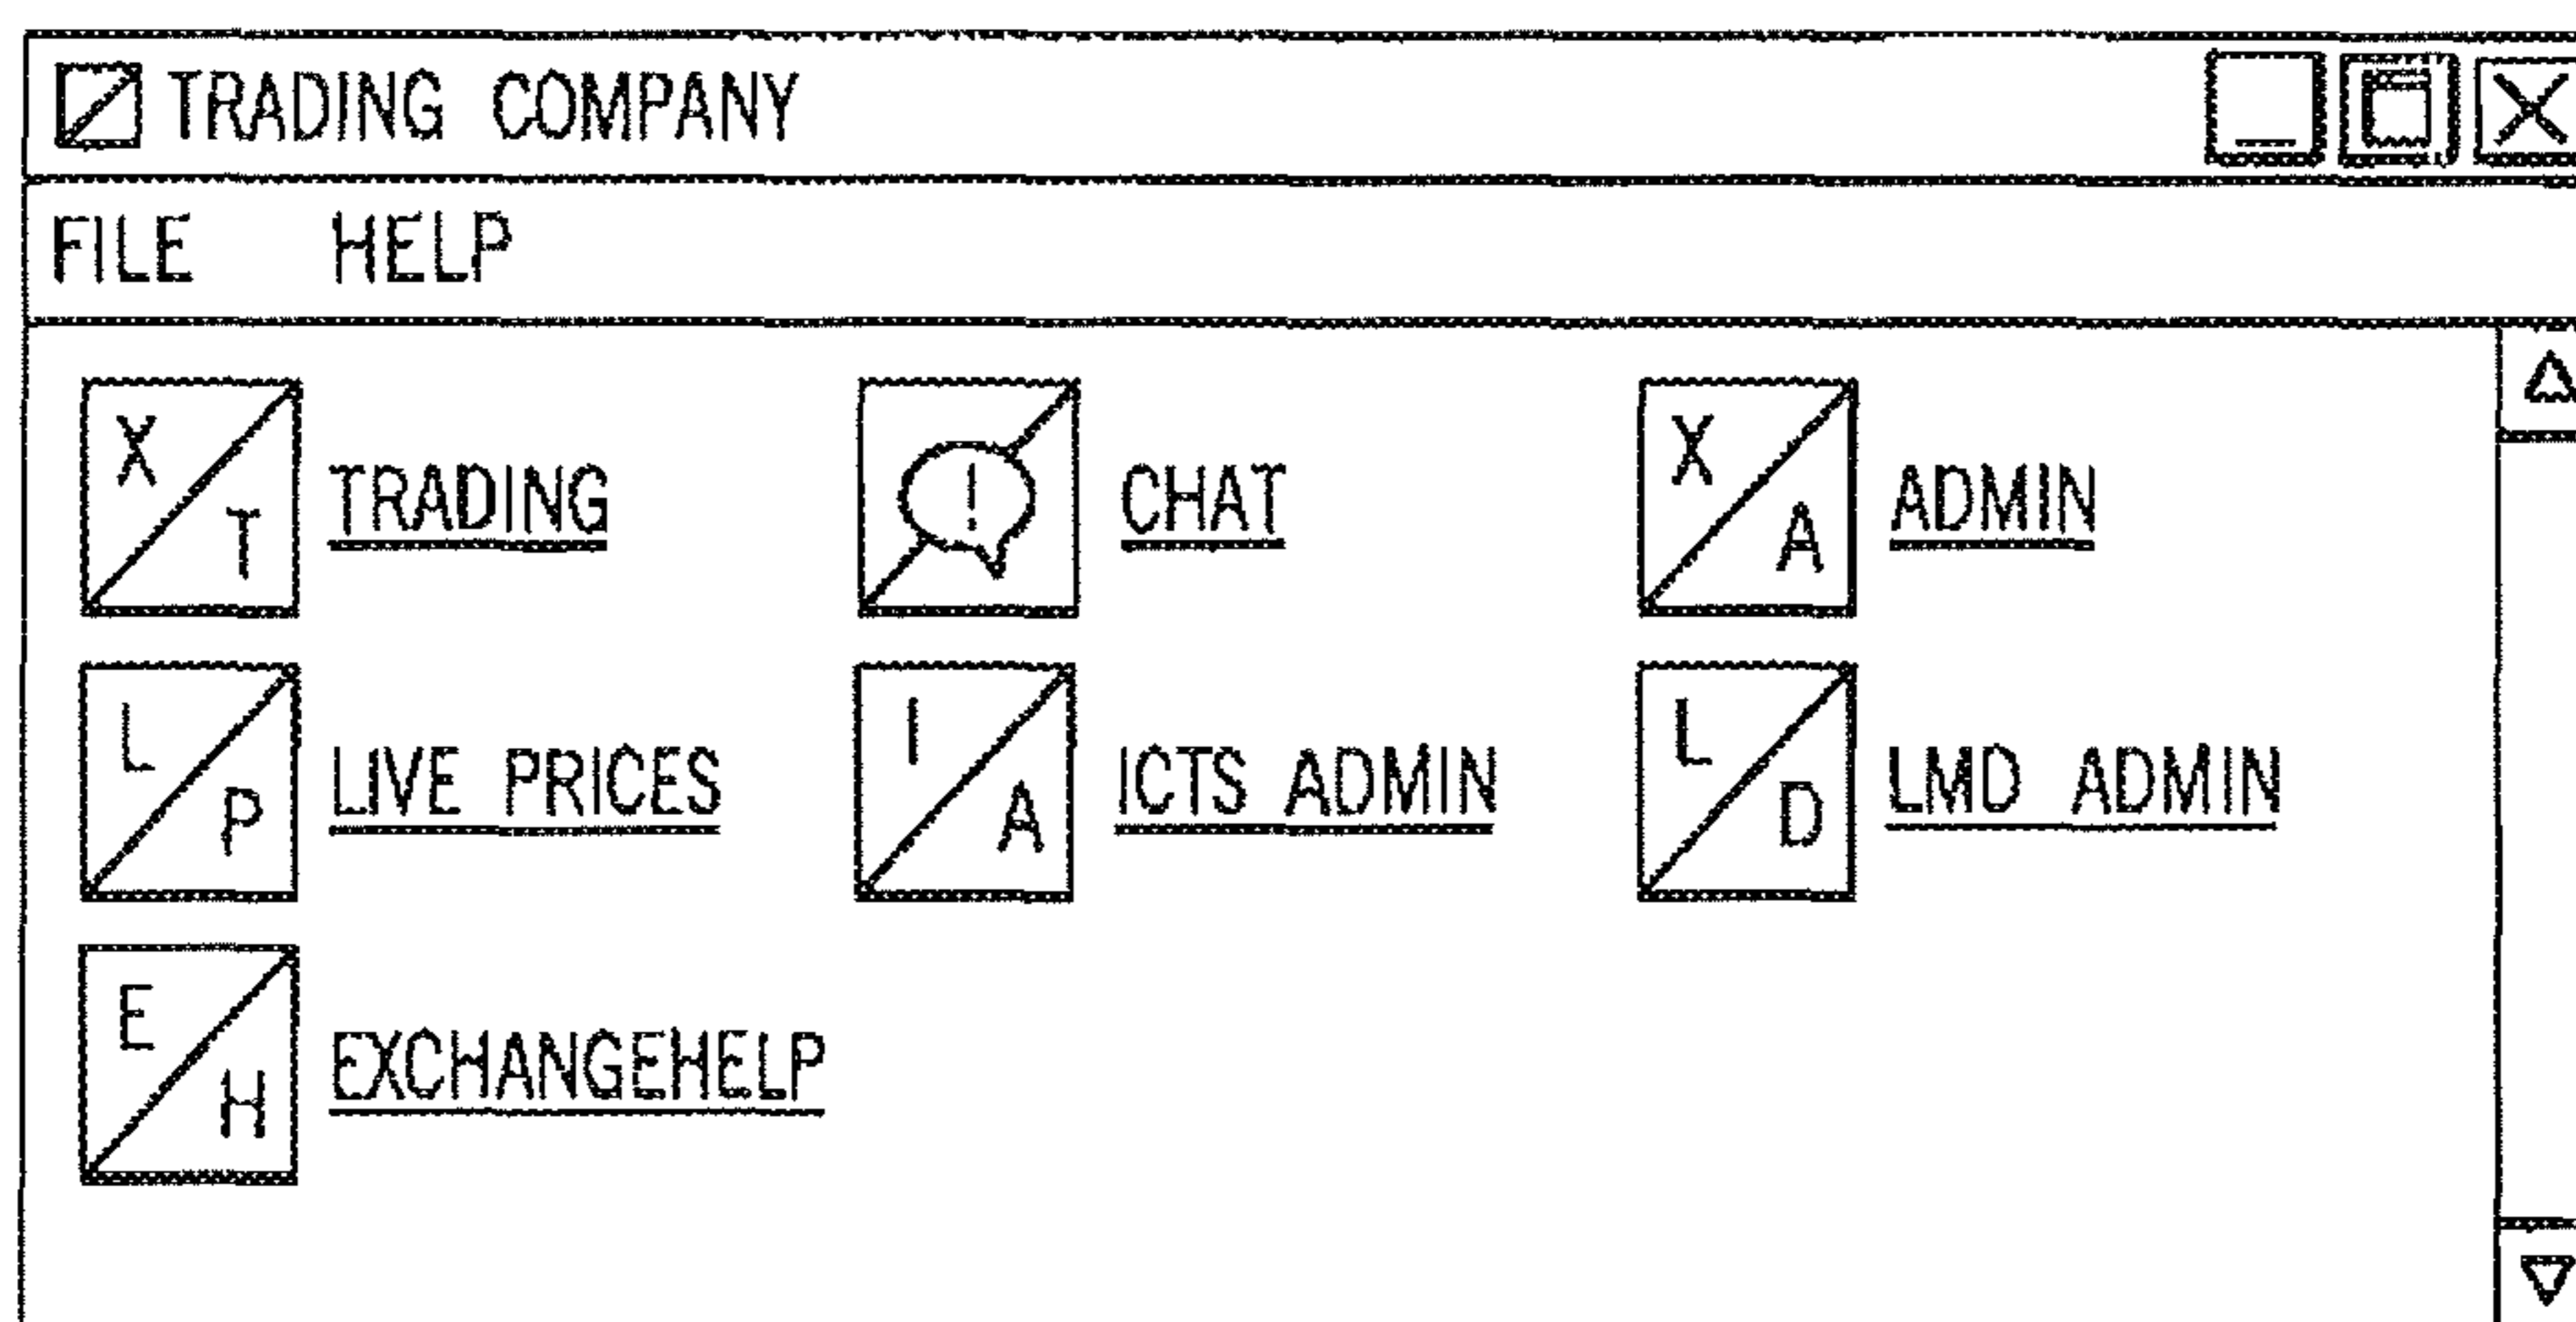 TRADING COMPANY
FILE HELP
X T TRADING ! CHAT X A ADMIN
L P LIVE PRICES I A ICTS ADMIN L D LMD ADMIN
E H EXCHANGEHELP